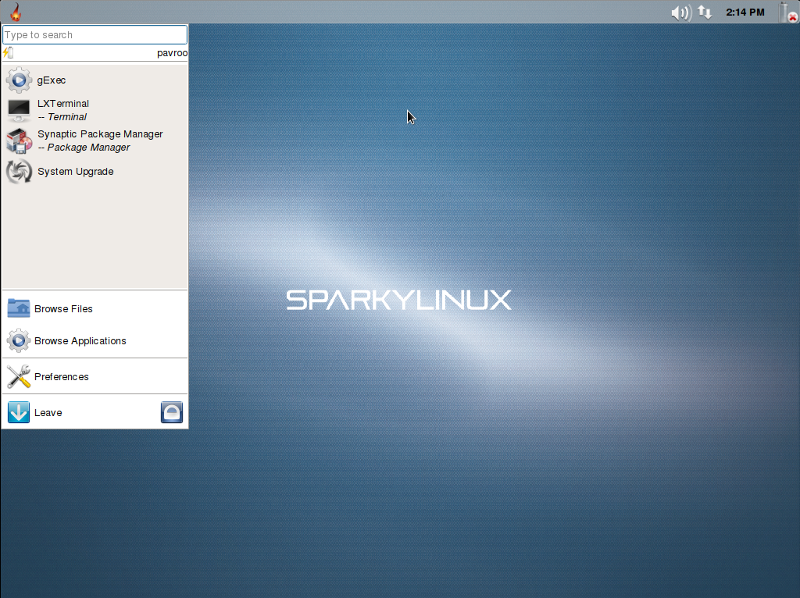 2:14 PM
Type to search
pavroo
gExec
LXTerminal
-- Terminal
Synaptic Package Manager
-- Package Manager
System Upgrade
SPARKYLINUX
Browse Files
Browse Applications
Preferences
Leave